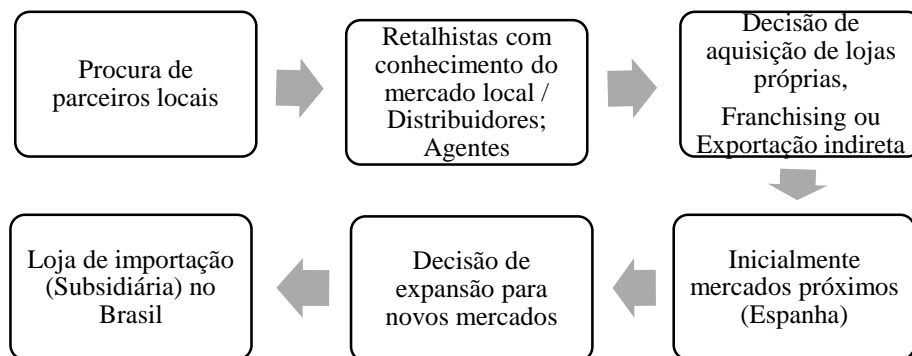 Procura de
parceiros locais
Retalhistas com
conhecimento do
mercado local /
Distribuidores;
Agentes
Decisão de
aquisição de lojas
próprias,
Franchising ou
Exportação indireta
Inicialmente
mercados próximos
(Espanha)
Decisão de
expansão para
novos mercados
Loja de importação
(Subsidiária) no
Brasil